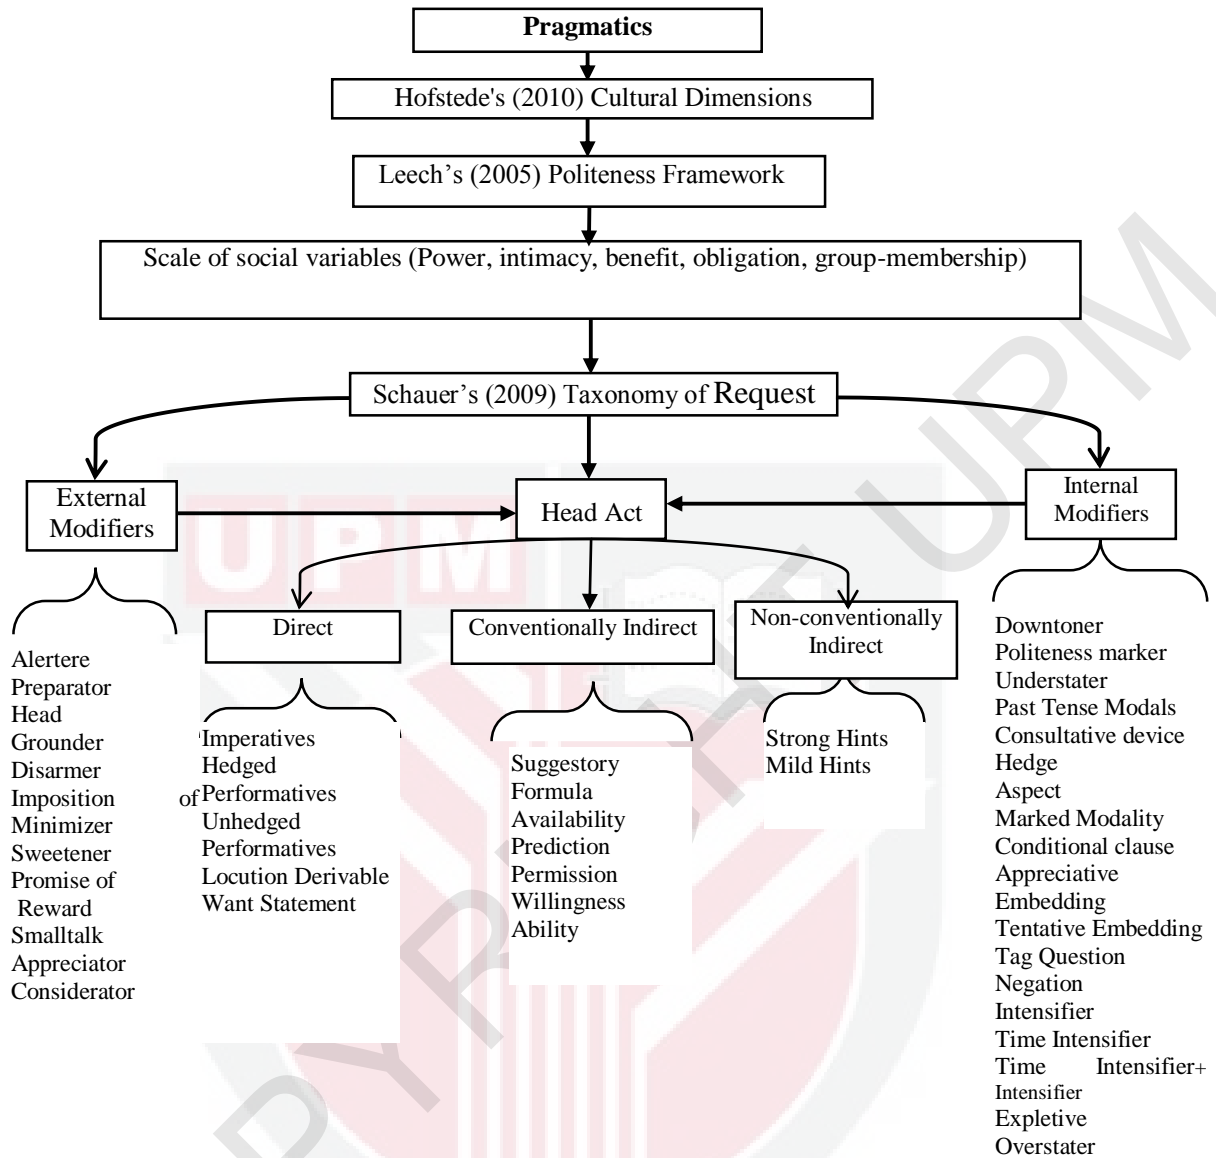 Pragmatics
Hofstede's (2010) Cultural Dimensions
Leech’s (2005) Politeness Framework
Scale of social variables (Power, intimacy, benefit, obligation, group-membership)
Schauer’s (2009) Taxonomy of Request
External
Modifiers
Head Act
Internal
Modifiers
Direct
Conventionally Indirect
Non-conventionally
Indirect
Alertere
Preparator
Head
Grounder
Disarmer
Imposition of
Minimizer
Sweetener
Promise of
Reward
Smalltalk
Appreciator
Considerator
Imperatives
Hedged
Performatives
Unhedged
Performatives
Locution Derivable
Want Statement
Suggestory
Formula
Availability
Prediction
Permission
Willingness
Ability
Strong Hints
Mild Hints
Downtoner
Politeness marker
Understater
Past Tense Modals
Consultative device
Hedge
Aspect
Marked Modality
Conditional clause
Appreciative
Embedding
Tentative Embedding
Tag Question
Negation
Intensifier
Time Intensifier
Time Intensifier+
Intensifier
Expletive
Overstater
UPM
PYR HT UPM